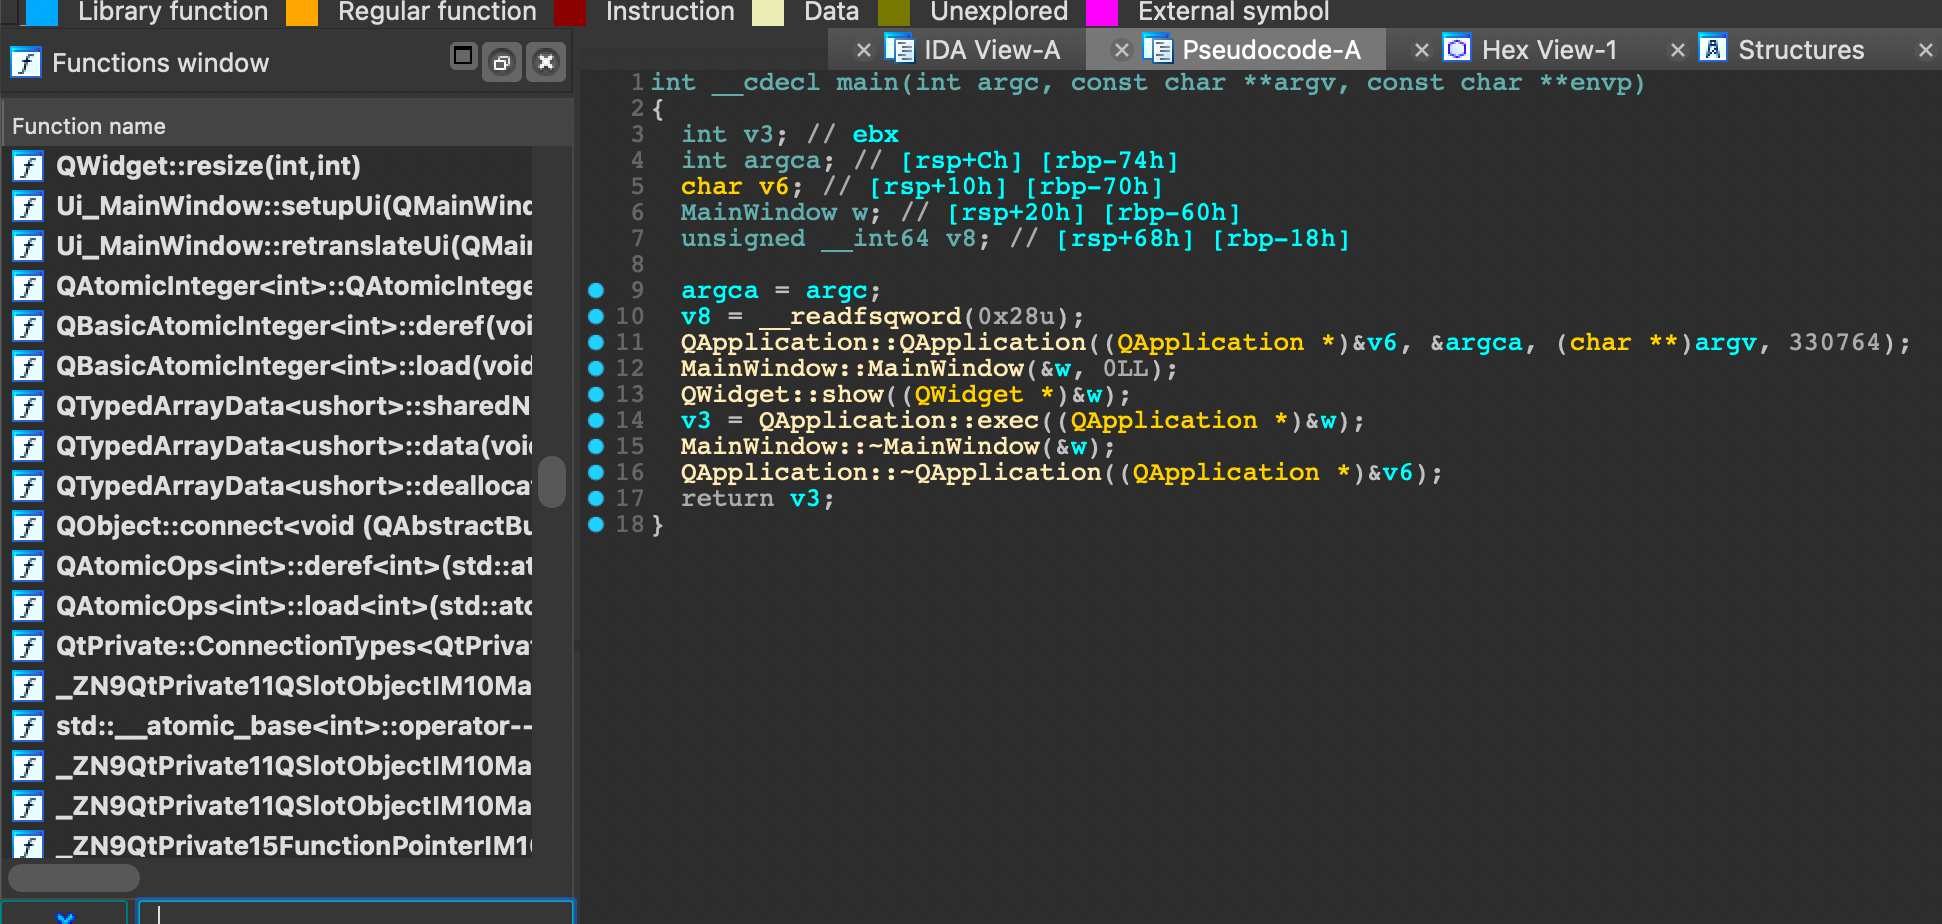 Library function Regular function Instruction Data Unexplored External symbol
Functions window
IDA View-A Pseudocode-A Hex View-1 Structures
Function name
QWidget::resize(int,int)
Ui_MainWindow::setupUi(QMainWind
Ui_MainWindow::retranslateUi(QMain
QAtomicInteger<int>::QAtomicIntege
QBasicAtomicInteger<int>::deref(voi
QBasicAtomicInteger<int>::load(void
QTypedArrayData<ushort>::sharedN
QTypedArrayData<ushort>::data(voi
QTypedArrayData<ushort>::dealloca
QObject::connect<void (QAbstractBu
QAtomicOps<int>::deref<int>(std::at
QAtomicOps<int>::load<int>(std::ato
QtPrivate::ConnectionTypes<QtPriva
_ZN9QtPrivate11QSlotObjectIM10Ma
std::__atomic_base<int>::operator--
_ZN9QtPrivate11QSlotObjectIM10Ma
_ZN9QtPrivate11QSlotObjectIM10Ma
_ZN9QtPrivate15FunctionPointerIM1
1 int __cdecl main(int argc, const char **argv, const char **envp)
2 {
3 int v3; // ebx
4 int argca; // [rsp+Ch] [rbp-74h]
5 char v6; // [rsp+10h] [rbp-70h]
6 MainWindow w; // [rsp+20h] [rbp-60h]
7 unsigned __int64 v8; // [rsp+68h] [rbp-18h]
8
9 argca = argc;
10 v8 = __readfsqword(0x28u);
11 QApplication::QApplication((QApplication *)&v6, &argca, (char **)argv, 330764);
12 MainWindow::MainWindow(&w, 0LL);
13 QWidget::show((QWidget *)&w);
14 v3 = QApplication::exec((QApplication *)&w);
15 MainWindow::~MainWindow(&w);
16 QApplication::~QApplication((QApplication *)&v6);
17 return v3;
18 }